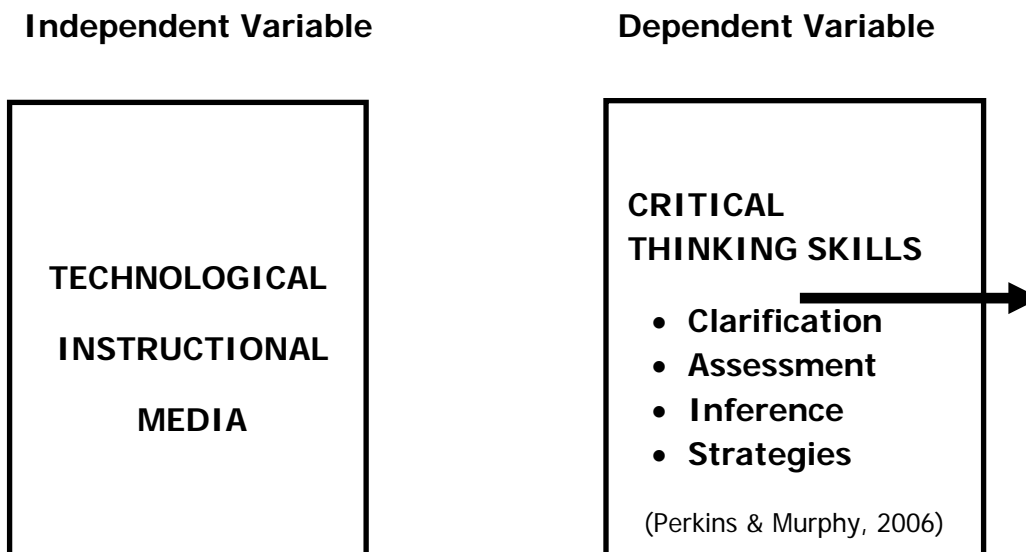 Independent Variable
Dependent Variable
TECHNOLOGICAL
INSTRUCTIONAL
MEDIA
CRITICAL
THINKING SKILLS
• Clarification
• Assessment
• Inference
• Strategies
(Perkins & Murphy, 2006)